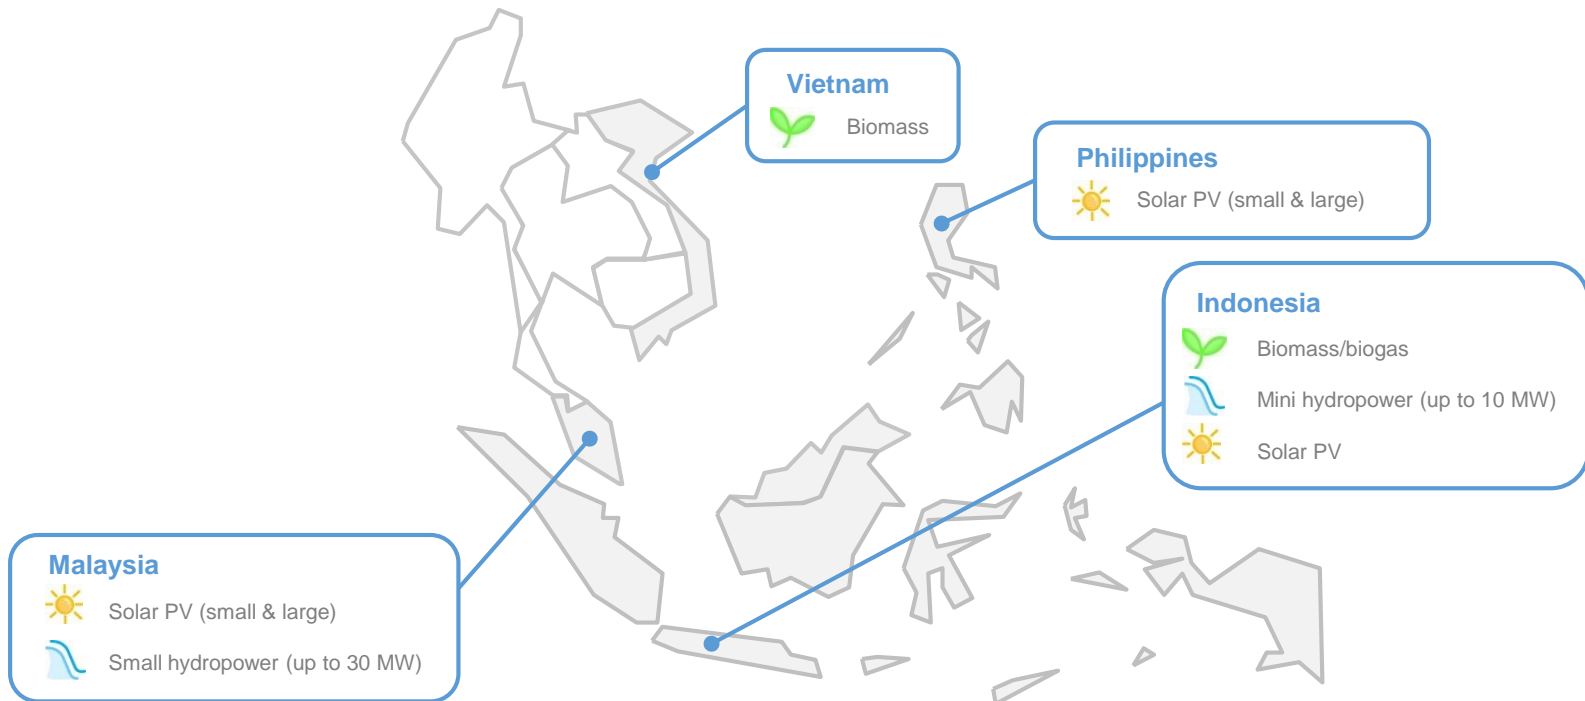 Vietnam
Biomass
Philippines
Solar PV (small & large)
Indonesia
Biomass/biogas
Mini hydropower (up to 10 MW)
Solar PV
Malaysia
Solar PV (small & large)
Small hydropower (up to 30 MW)